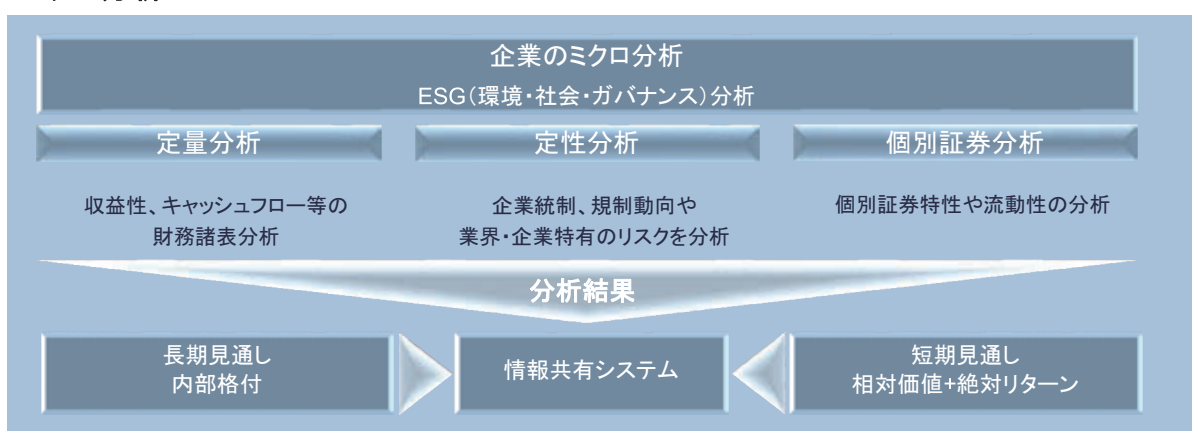 企業のミクロ分析
ESG(環境・社会・ガバナンス)分析
定量分析
定性分析
個別証券分析
収益性、キャッシュフロー等の
財務諸表分析
企業統制、規制動向や
業界・企業特有のリスクを分析
個別証券特性や流動性の分析
分析結果
長期見通し
内部格付
情報共有システム
短期見通し
相対価値+絶対リターン